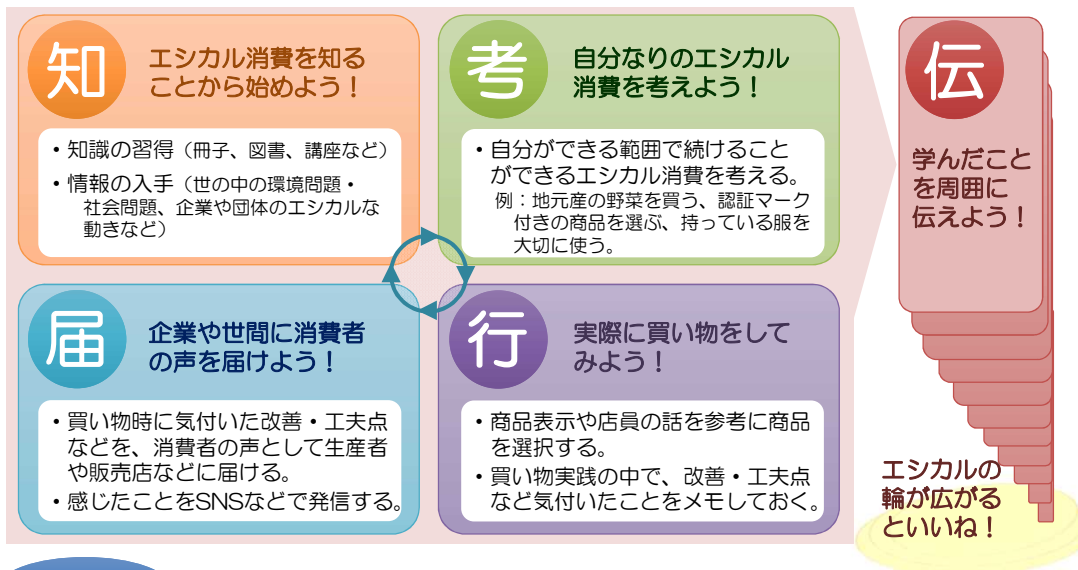 知
エシカル消費を知る
ことから始めよう！
・知識の習得（冊子、図書、講座など）
・情報の入手（世の中の環境問題・
社会問題、企業や団体のエシカルな
動きなど）
考
自分なりのエシカル
消費を考えよう！
・自分ができる範囲で続けること
ができるエシカル消費を考える。
例：地元産の野菜を買う、認証マーク
付きの商品を選ぶ、持っている服を
大切に使う。
届
企業や世間に消費者
の声を届けよう！
・買い物時に気付いた改善・工夫点
などを、消費者の声として生産者
や販売店などに届ける。
・感じたことをSNSなどで発信する。
行
実際に買い物をして
みよう！
・商品表示や店員の話を参考に商品
を選択する。
・買い物実践の中で、改善・工夫点
など気付いたことをメモしておく。
伝
学んだこと
を周囲に
伝えよう！
エシカルの
輪が広がる
といいね！